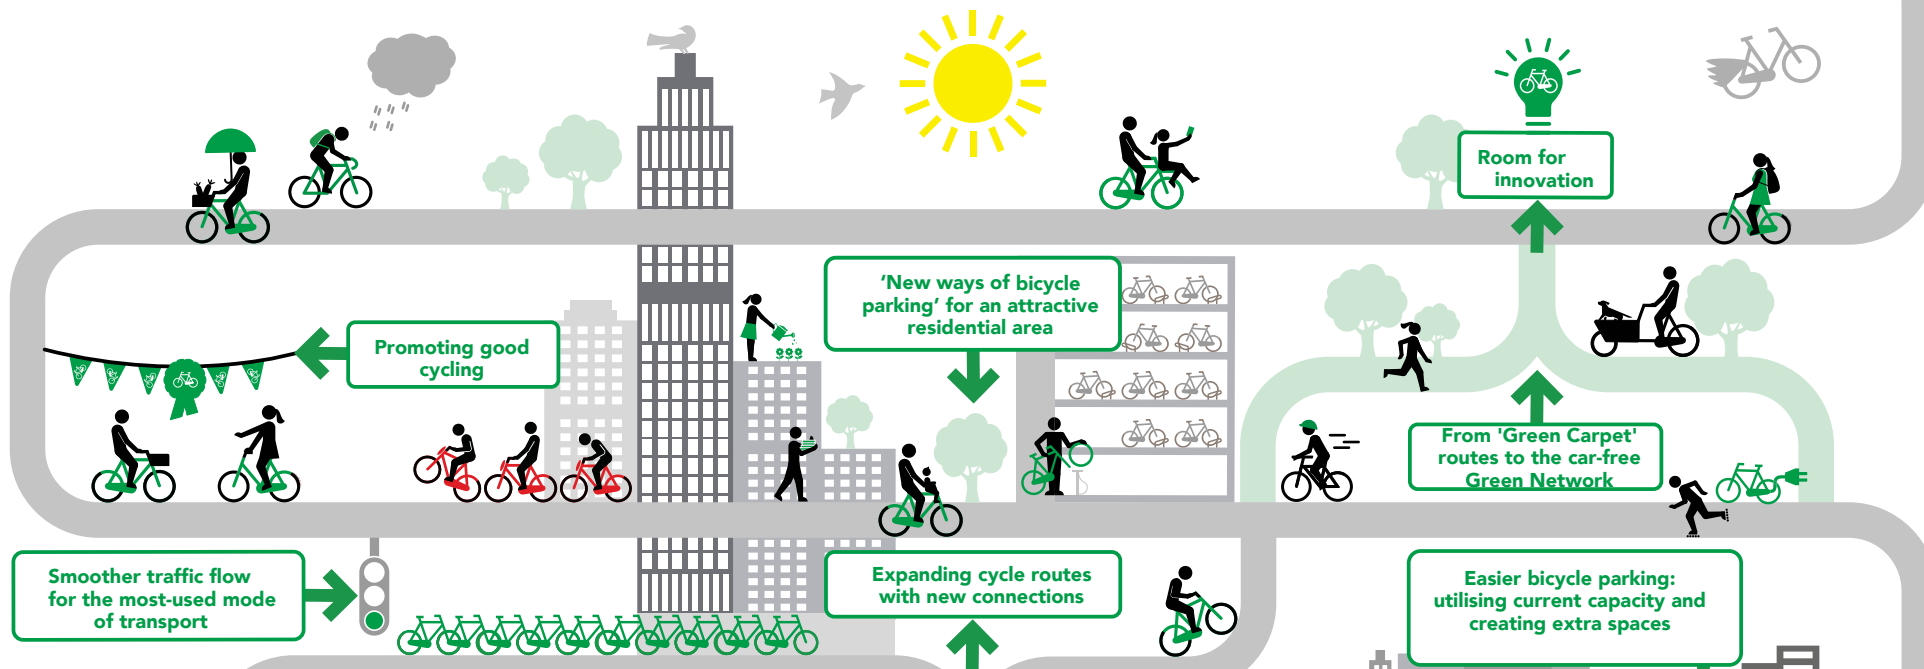 Room for
innovation
'New ways of bicycle
parking' for an attractive
residential area
Promoting good
cycling
From 'Green Carpet'
routes to the car-free
Green Network
Smoother traffic flow
for the most-used mode
of transport
Expanding cycle routes
with new connections
Easier bicycle parking:
utilising current capacity and
creating extra spaces